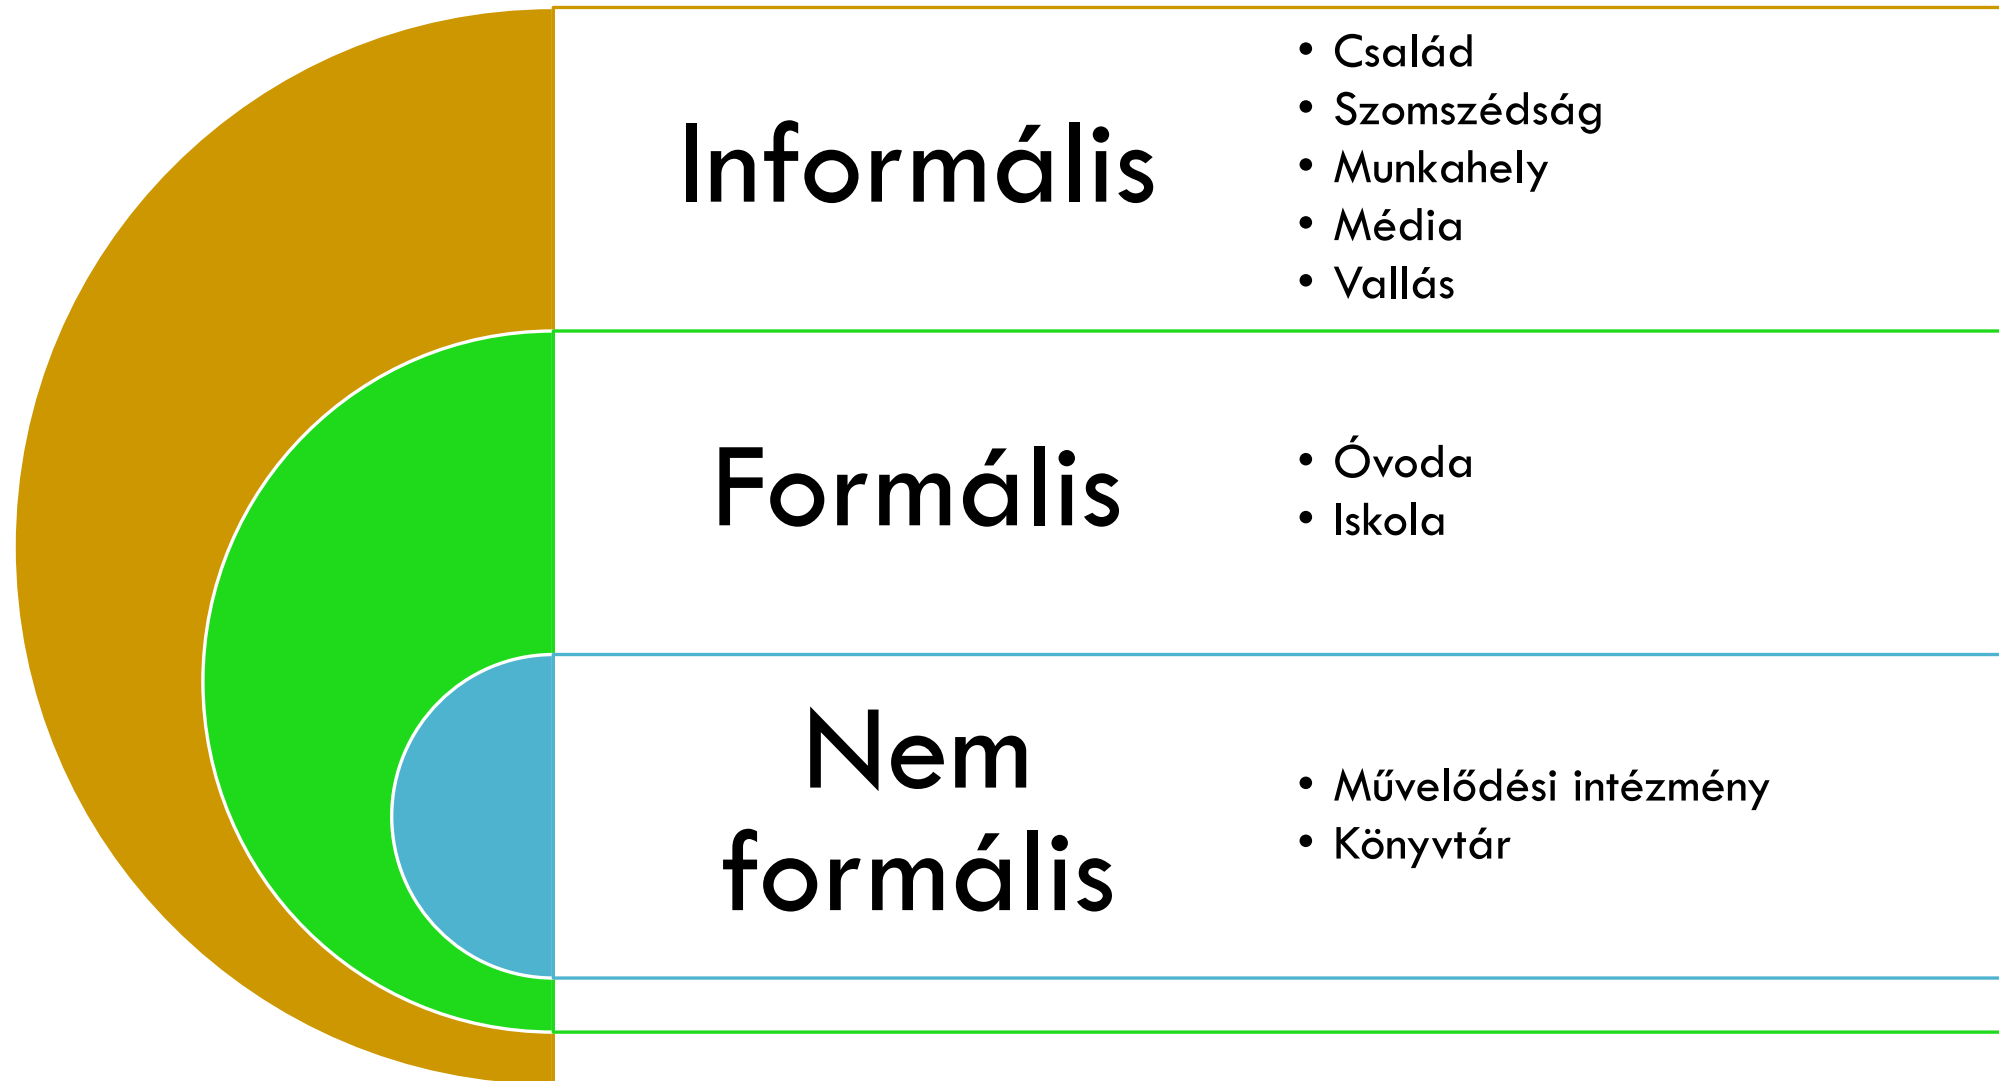 Informális
• Család
• Szomszédság
• Munkahely
• Média
• Vallás
Formális
• Óvoda
• Iskola
Nem
formális
• Művelődési intézmény
• Könyvtár